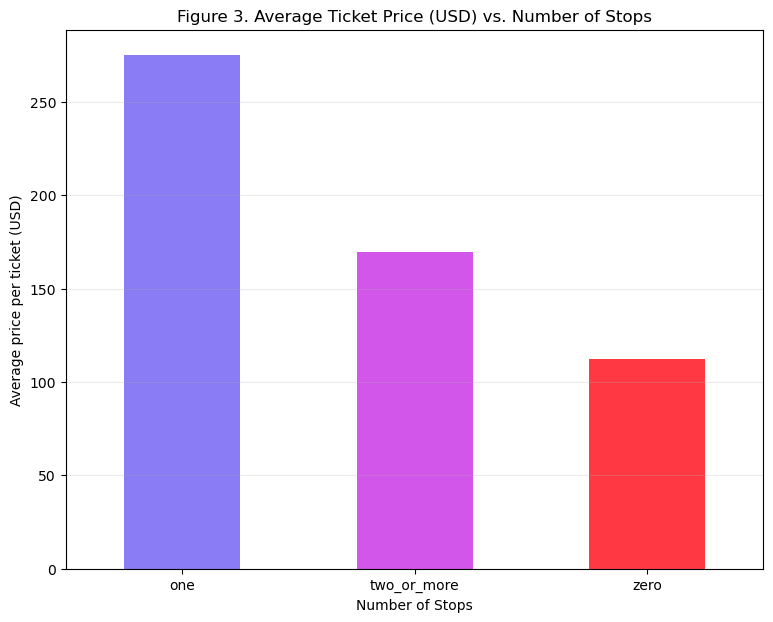 Figure 3. Average Ticket Price (USD) vs. Number of Stops
Average price per ticket (USD)
250
200
150
100
50
0
one
two_or_more
zero
Number of Stops